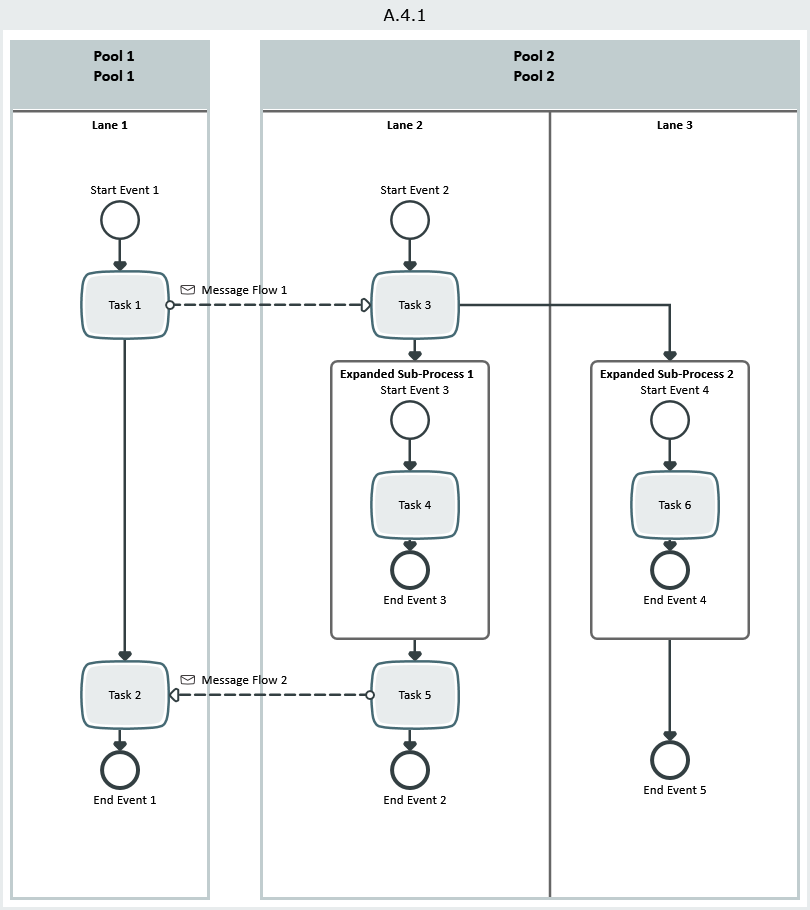 A.4.1
Pool 1
Pool 1
Pool 2
Pool 2
Lane 1
Lane 2
Lane 3
Start Event 1
Start Event 2
Message Flow 1
Task 1
Task 3
Expanded Sub-Process 1
Start Event 3
Expanded Sub-Process 2
Start Event 4
Task 4
Task 6
End Event 3
End Event 4
Message Flow 2
Task 2
Task 5
End Event 1
End Event 2
End Event 5